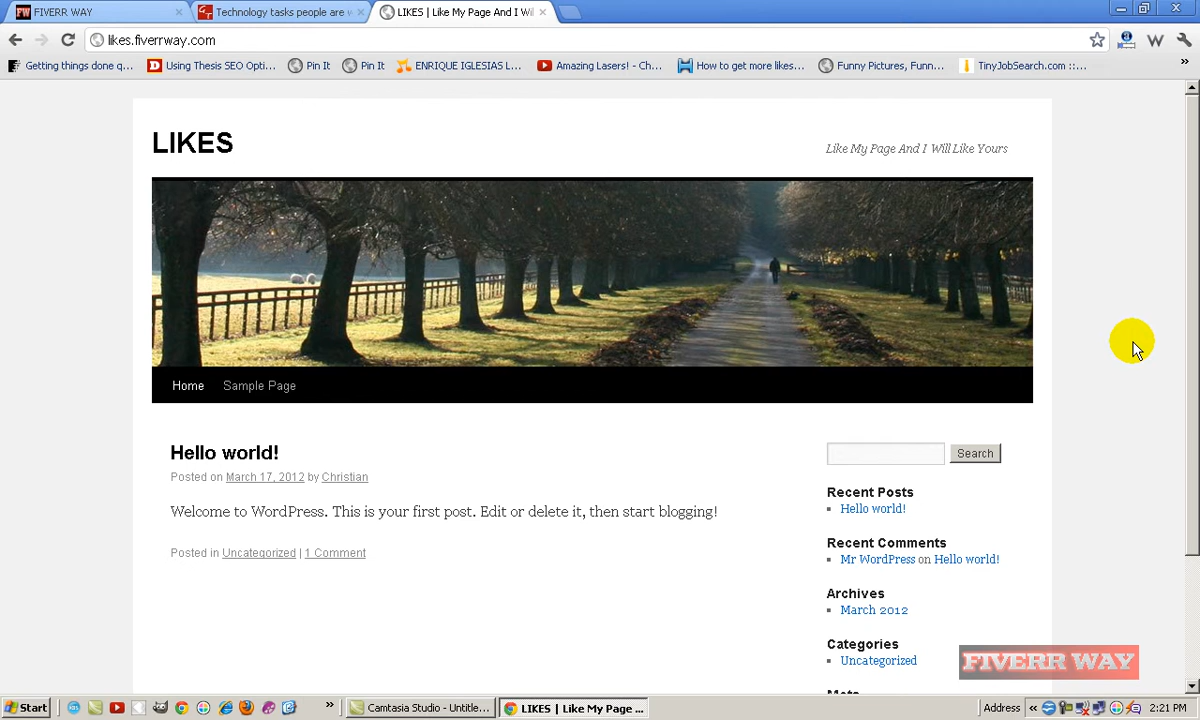 FIVERR WAY
Technology tasks people are w
LIKES | Like My Page And I Wil
likes.fiverrway.com
W
Getting things done q...
Using Thesis SEO Opti...
Pin It
Pin It
ENRIQUE IGLESIAS L...
Amazing Lasers! - Ch...
How to get more likes...
Funny Pictures, Funn...
TinyJobSearch.com ::...
»
LIKES
Like My Page And I Will Like Yours
Home
Sample Page
Hello world!
Posted on March 17, 2012 by Christian
Welcome to WordPress. This is your first post. Edit or delete it, then start blogging!
Posted in Uncategorized | 1 Comment
Search
Recent Posts
Hello world!
Recent Comments
Mr WordPress on Hello world!
Archives
March 2012
Categories
Uncategorized
Meta
FIVERR WAY
Start
»
Camtasia Studio - Untitle...
LIKES | Like My Page ...
Address
«
2:21 PM